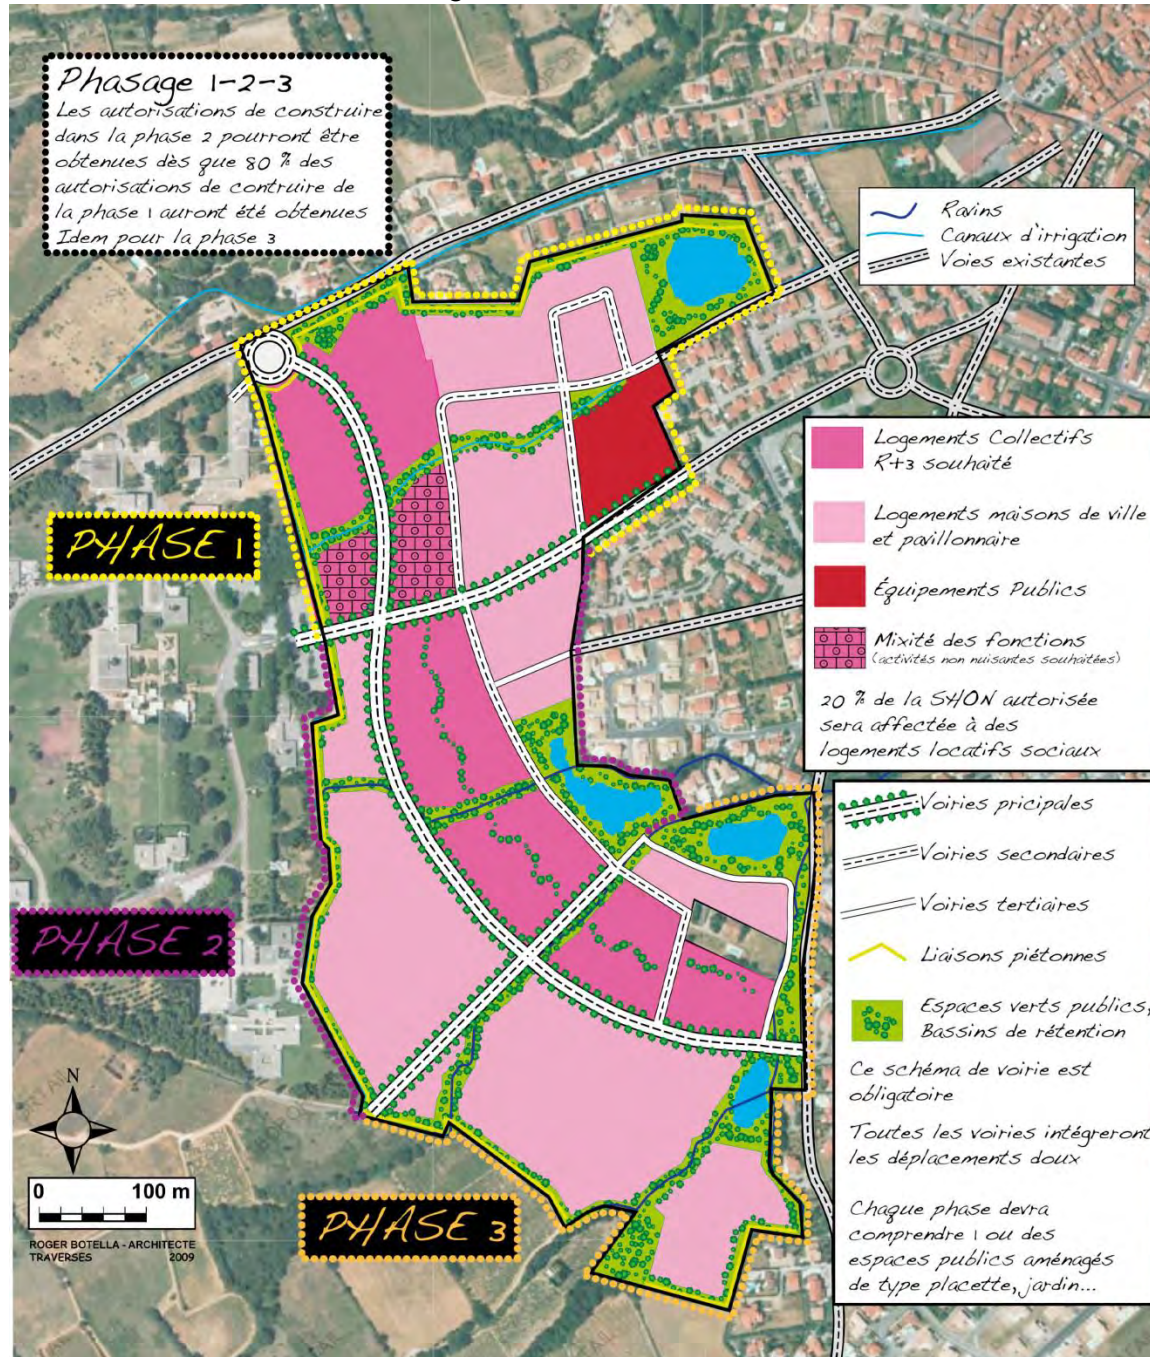 Phasage 1-2-3
Les autorisations de construire
dans la phase 2 pourront être
obtenues dès que 80 % des
autorisations de contruire de
la phase 1 auront été obtenues
Idem pour la phase 3
Ravins
Canaux d'irrigation
Voies existantes
Logements Collectifs
R+3 souhaité
Logements maisons de ville
et pavillonnaire
Équipements Publics
Mixité des fonctions
(activités non nuisantes souhaitées)
20 % de la SHON autorisée
sera affectée à des
logements locatifs sociaux
PHASE 1
Voiries pricipales
Voiries secondaires
Voiries tertiaires
Liaisons piétonnes
Espaces verts publics,
Bassins de rétention
Ce schéma de voirie est
obligatoire
Toutes les voiries intégreront
les déplacements doux
Chaque phase devra
comprendre 1 ou des
espaces publics aménagés
de type placette, jardin...
PHASE 2
N
0 100 m
ROGER BOTELLA - ARCHITECTE
TRAVERSES 2009
PHASE 3